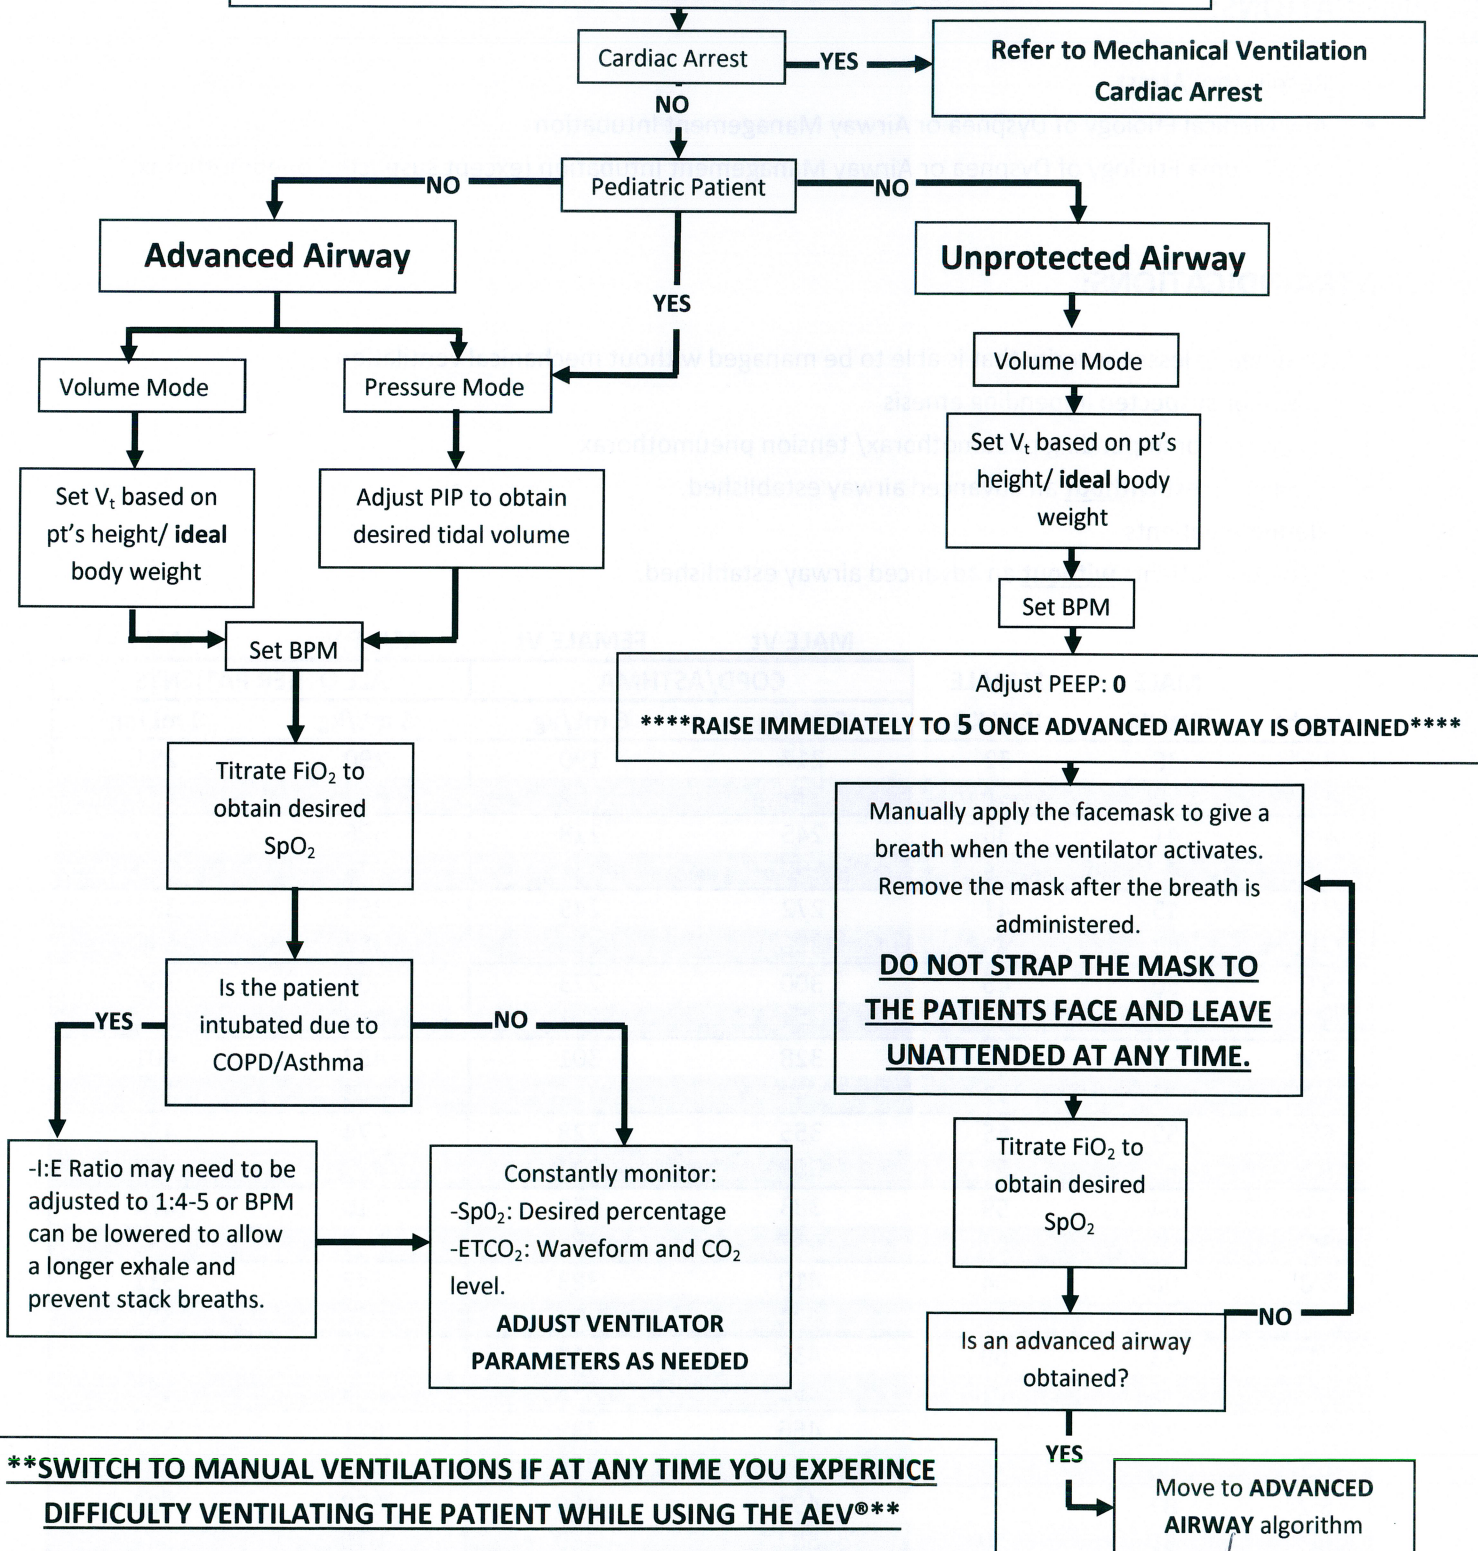 Cardiac Arrest
YES
Refer to Mechanical Ventilation
Cardiac Arrest
NO
Pediatric Patient
NO
NO
Advanced Airway
Unprotected Airway
YES
Volume Mode
Pressure Mode
Volume Mode
Set Vt based on
pt's height/ ideal
body weight
Adjust PIP to obtain
desired tidal volume
Set Vt based on pt's
height/ ideal body
weight
Set BPM
Set BPM
Adjust PEEP: 0
****RAISE IMMEDIATELY TO 5 ONCE ADVANCED AIRWAY IS OBTAINED****
Titrate FiO2 to
obtain desired
SpO2
Manually apply the facemask to give a
breath when the ventilator activates.
Remove the mask after the breath is
administered.
DO NOT STRAP THE MASK TO
THE PATIENTS FACE AND LEAVE
UNATTENDED AT ANY TIME.
Is the patient
intubated due to
COPD/Asthma
YES
NO
-I:E Ratio may need to be
adjusted to 1:4-5 or BPM
can be lowered to allow
a longer exhale and
prevent stack breaths.
Constantly monitor:
-Sp02: Desired percentage
-ETCO2: Waveform and CO2
level.
ADJUST VENTILATOR
PARAMETERS AS NEEDED
Titrate FiO2 to
obtain desired
SpO2
Is an advanced airway
obtained?
NO
YES
Move to ADVANCED
AIRWAY algorithm
**SWITCH TO MANUAL VENTILATIONS IF AT ANY TIME YOU EXPERINCE
DIFFICULTY VENTILATING THE PATIENT WHILE USING THE AEV®**